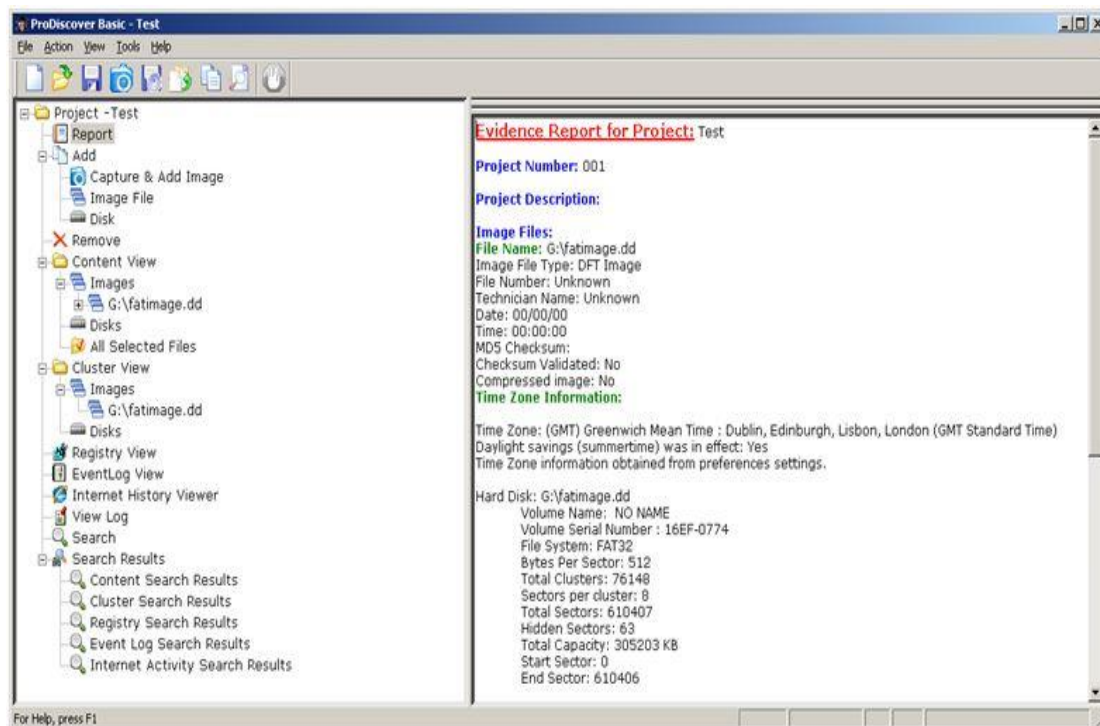 ProDiscover Basic - Test
File Action View Tools Help
Project -Test
Report
Add
Capture & Add Image
Image File
Disk
Remove
Content View
Images
G:\fatimage.dd
Disks
All Selected Files
Cluster View
Images
G:\fatimage.dd
Disks
Registry View
EventLog View
Internet History Viewer
View Log
Search
Search Results
Content Search Results
Cluster Search Results
Registry Search Results
Event Log Search Results
Internet Activity Search Results
Evidence Report for Project: Test
Project Number: 001
Project Description:
Image Files:
File Name: G:\fatimage.dd
Image File Type: DFT Image
File Number: Unknown
Technician Name: Unknown
Date: 00/00/00
Time: 00:00:00
MD5 Checksum:
Checksum Validated: No
Compressed image: No
Time Zone Information:
Time Zone: (GMT) Greenwich Mean Time : Dublin, Edinburgh, Lisbon, London (GMT Standard Time)
Daylight savings (summertime) was in effect: Yes
Time Zone information obtained from preferences settings.
Hard Disk: G:\fatimage.dd
Volume Name: NO NAME
Volume Serial Number : 16EF-0774
File System: FAT32
Bytes Per Sector: 512
Total Clusters: 76148
Sectors per cluster: 8
Total Sectors: 610407
Hidden Sectors: 63
Total Capacity: 305203 KB
Start Sector: 0
End Sector: 610406
For Help, press F1